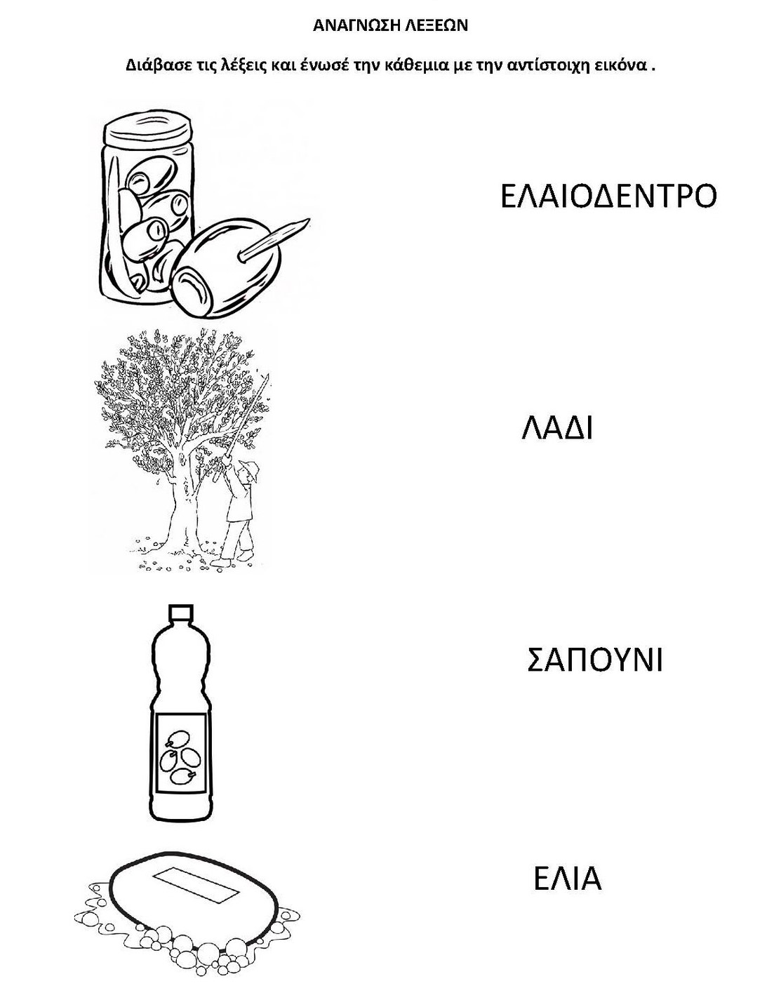 ΑΝΑΓΝΩΣΗ ΛΕΞΕΩΝ
Διάβασε τις λέξεις και ένωσέ την κάθεμια με την αντίστοιχη εικόνα .
ΕΛΑΙΟΔΕΝΤΡΟ
ΛΑΔΙ
ΣΑΠΟΥΝΙ
ΕΛΙΑ